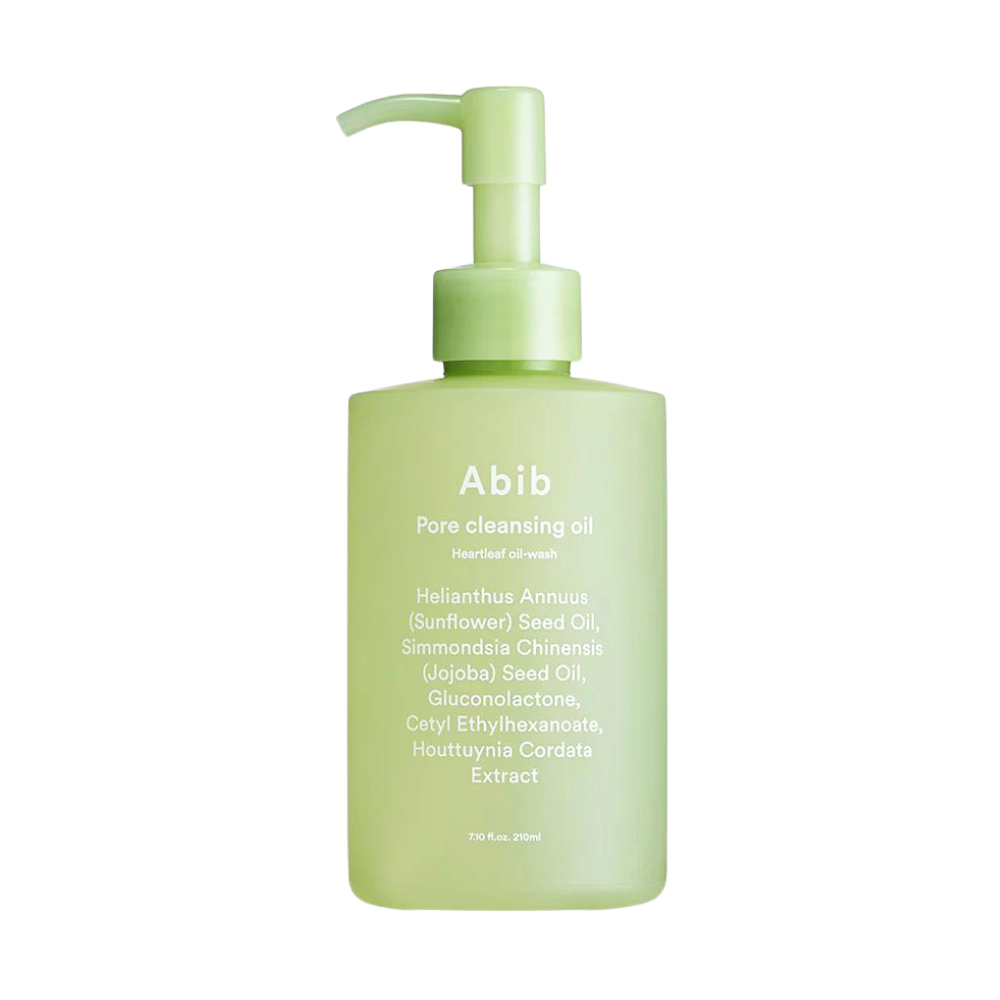 Abib
Pore cleansing oil
Heartleaf oil-wash
Helianthus Annuus
(Sunflower) Seed Oil,
Simmondsia Chinensis
(Jojoba) Seed Oil,
Gluconolactone,
Cetyl Ethylhexanoate,
Houttuynia Cordata
Extract
7.10 fl.oz. 210ml